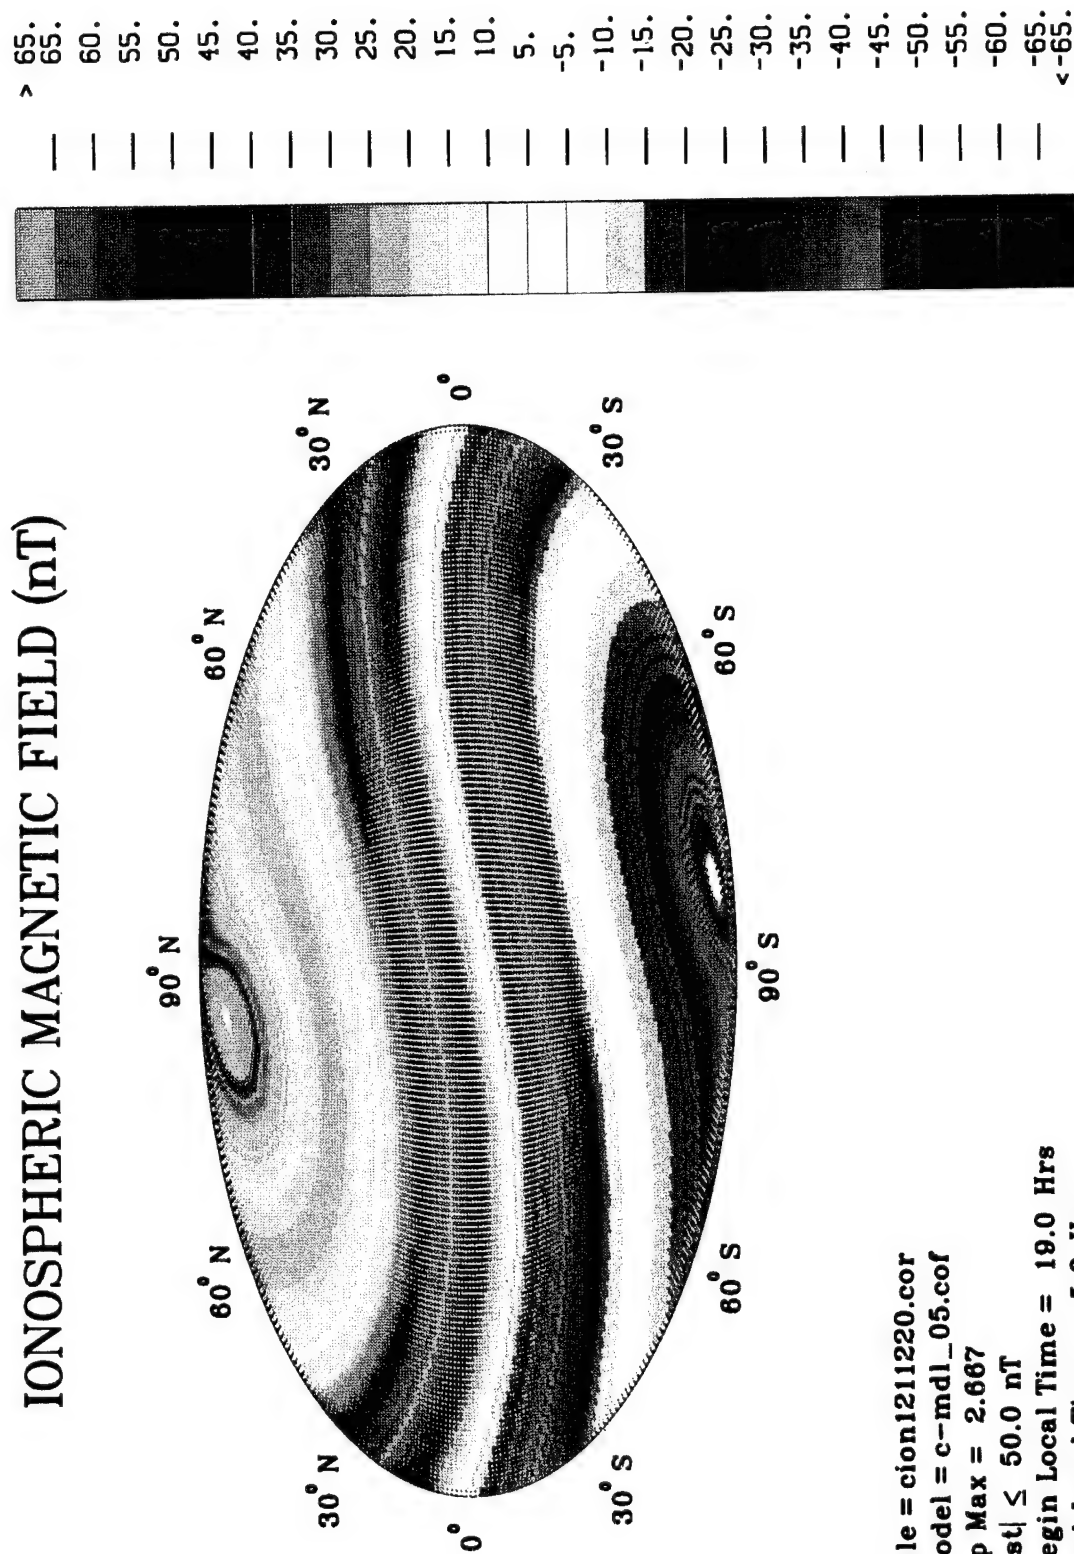 IONOSPHERIC MAGNETIC FIELD (nT)
90° N
60° N
60° N
30° N
30° N
0°
0°
30° S
30° S
60° S
60° S
90° S
> 65.
65.
60.
55.
50.
45.
40.
35.
30.
25.
20.
15.
10.
5.
-5.
-10.
-15.
-20.
-25.
-30.
-35.
-40.
-45.
-50.
-55.
-60.
-65.
<-65.
le = cion1211220.cor
odel = c-mdl_05.cof
p Max = 2.667
st| ≤ 50.0 nT
egin Local Time = 19.0 Hrs